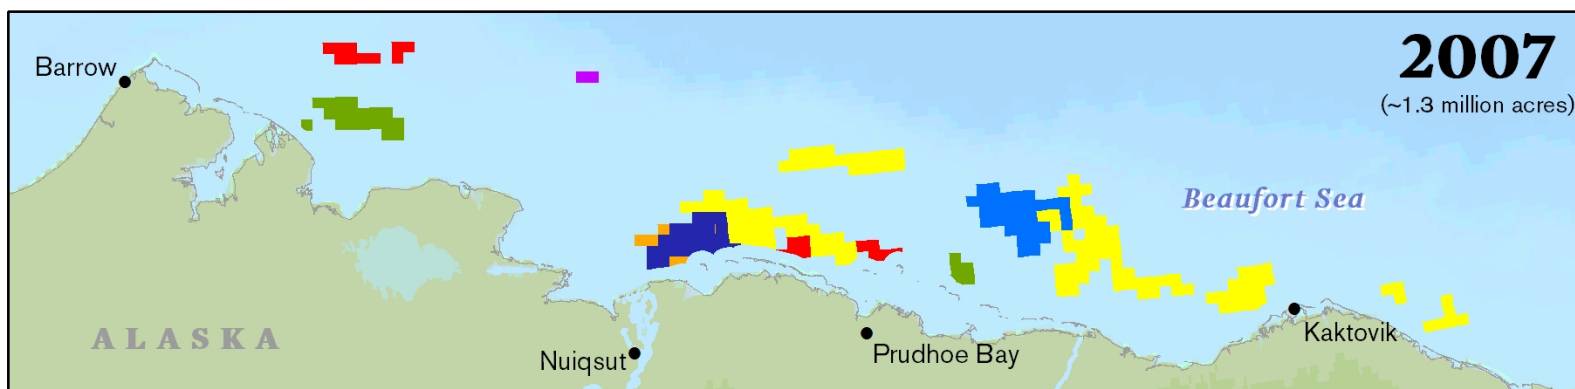 2007
(~1.3 million acres)
Barrow
Beaufort Sea
ALASKA
Nuiqsut
Prudhoe Bay
Kaktovik